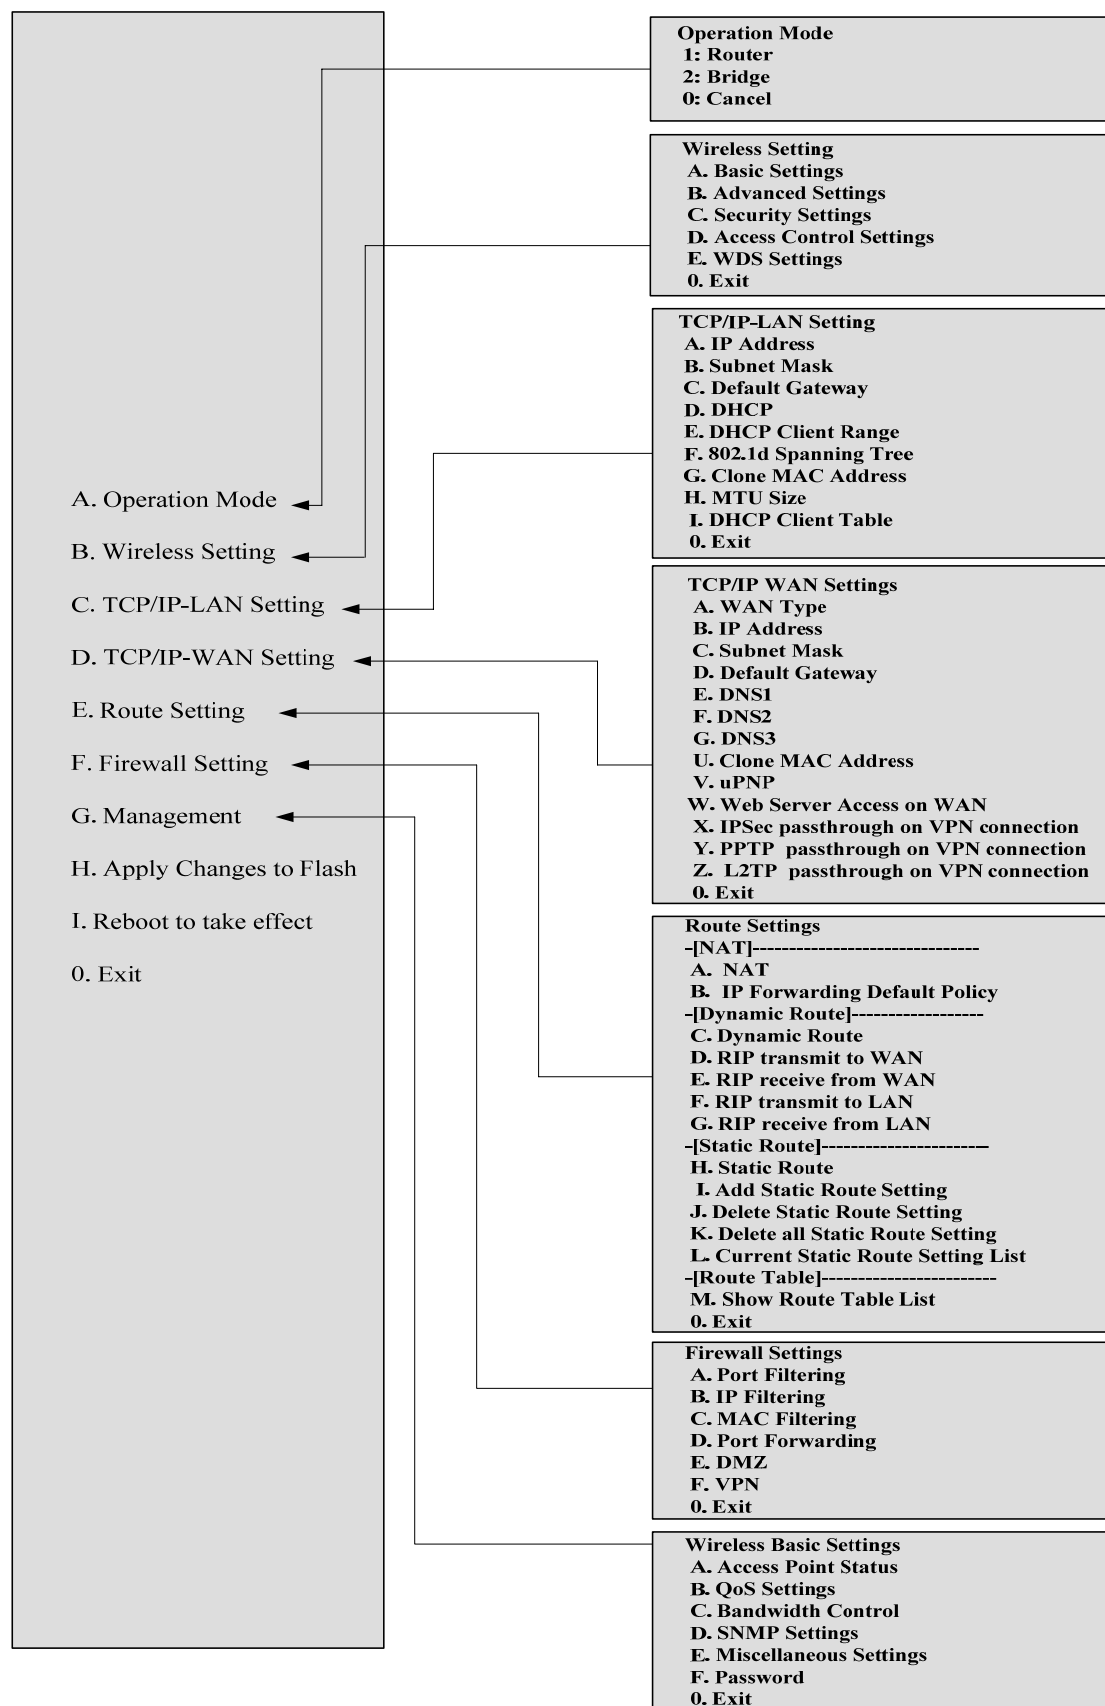 A. Operation Mode
B. Wireless Setting
C. TCP/IP-LAN Setting
D. TCP/IP-WAN Setting
E. Route Setting
F. Firewall Setting
G. Management
H. Apply Changes to Flash
I. Reboot to take effect
0. Exit
Operation Mode
1: Router
2: Bridge
0: Cancel
Wireless Setting
A. Basic Settings
B. Advanced Settings
C. Security Settings
D. Access Control Settings
E. WDS Settings
0. Exit
TCP/IP-LAN Setting
A. IP Address
B. Subnet Mask
C. Default Gateway
D. DHCP
E. DHCP Client Range
F. 802.1d Spanning Tree
G. Clone MAC Address
H. MTU Size
I. DHCP Client Table
0. Exit
TCP/IP WAN Settings
A. WAN Type
B. IP Address
C. Subnet Mask
D. Default Gateway
E. DNS1
F. DNS2
G. DNS3
U. Clone MAC Address
V. uPNP
W. Web Server Access on WAN
X. IPSec passthrough on VPN connection
Y. PPTP passthrough on VPN connection
Z. L2TP passthrough on VPN connection
0. Exit
Route Settings
-[NAT]-------------------------------
A. NAT
B. IP Forwarding Default Policy
-[Dynamic Route]------------------
C. Dynamic Route
D. RIP transmit to WAN
E. RIP receive from WAN
F. RIP transmit to LAN
G. RIP receive from LAN
-[Static Route]-----------------------
H. Static Route
I. Add Static Route Setting
J. Delete Static Route Setting
K. Delete all Static Route Setting
L. Current Static Route Setting List
-[Route Table]------------------------
M. Show Route Table List
0. Exit
Firewall Settings
A. Port Filtering
B. IP Filtering
C. MAC Filtering
D. Port Forwarding
E. DMZ
F. VPN
0. Exit
Wireless Basic Settings
A. Access Point Status
B. QoS Settings
C. Bandwidth Control
D. SNMP Settings
E. Miscellaneous Settings
F. Password
0. Exit